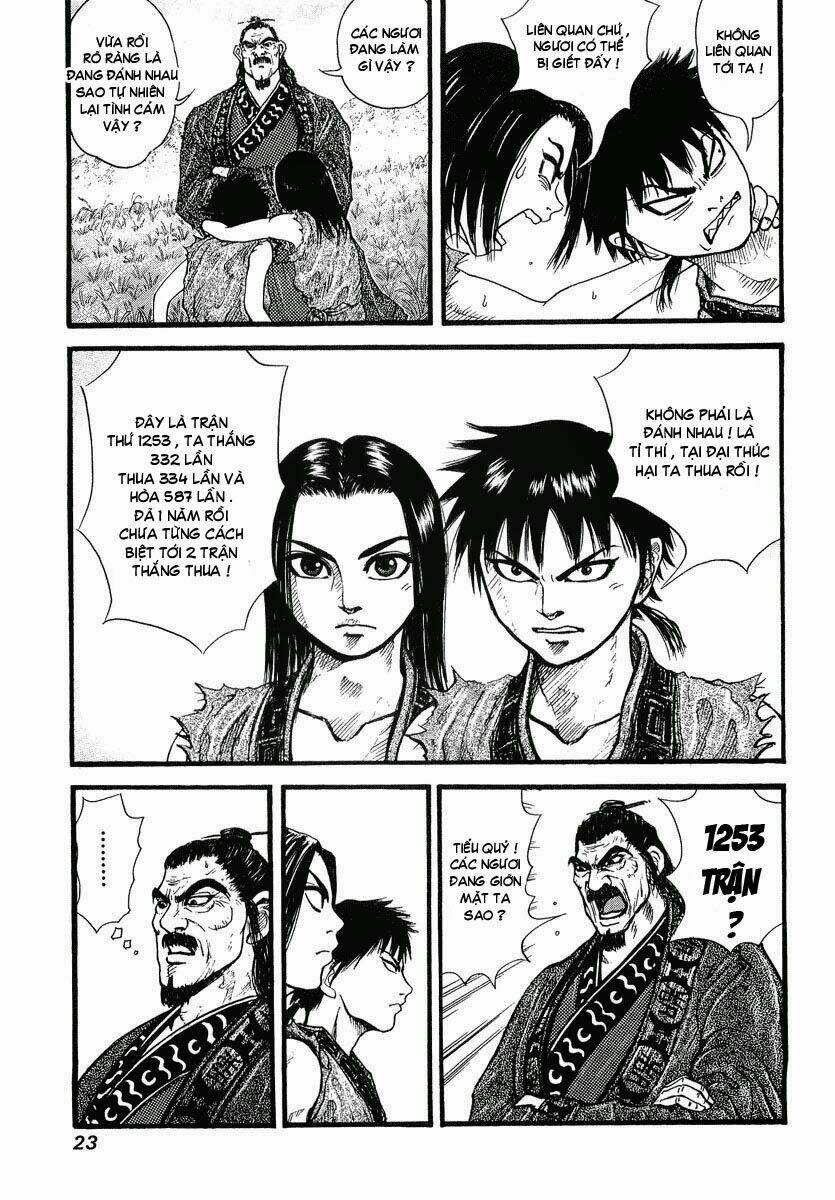 KHÔNG
LIÊN QUAN
TỚI TA !
LIÊN QUAN CHỨ ,
NGƯƠI CÓ THỂ
BỊ GIẾT ĐẤY !
CÁC NGƯƠI
ĐANG LÀM
GÌ VẬY ?
VỪA RỒI
RÕ RÀNG LÀ
ĐANG ĐÁNH NHAU
SAO TỰ NHIÊN
LẠI TÌNH CẢM
VẬY ?
KHÔNG PHẢI LÀ
ĐÁNH NHAU ! LÀ
TỈ THÍ , TẠI ĐẠI THÚC
HẠI TA THUA RỒI !
ĐÂY LÀ TRẬN
THỨ 1253 , TA THẮNG
332 LẦN
THUA 334 LẦN VÀ
HÒA 587 LẦN .
ĐÃ 1 NĂM RỒI
CHƯA TỪNG CÁCH
BIỆT TỚI 2 TRẬN
THẮNG THUA !
1253
TRẬN
?
TIỂU QUỶ !
CÁC NGƯƠI
ĐANG GIỠN
MẶT TA
SAO ?
.........
23